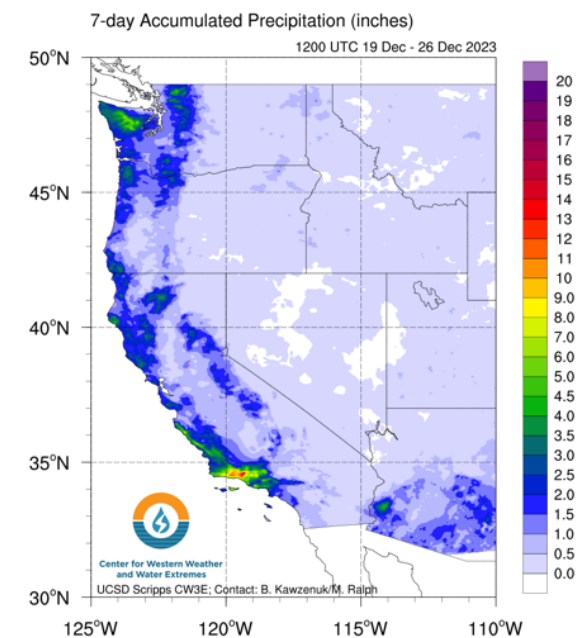 7-day Accumulated Precipitation (inches)
1200 UTC 19 Dec - 26 Dec 2023
50°N
45°N
40°N
35°N
30°N
125°W
120°W
115°W
110°W
20
19
18
17
16
15
14
13
12
11
10
9.0
8.0
7.0
6.0
5.0
4.5
4.0
3.5
3.0
2.5
2.0
1.5
1.0
0.5
0.0
Center for Western Weather
and Water Extremes
UCSD Scripps CW3E; Contact: B. Kawzenuk/M. Ralph